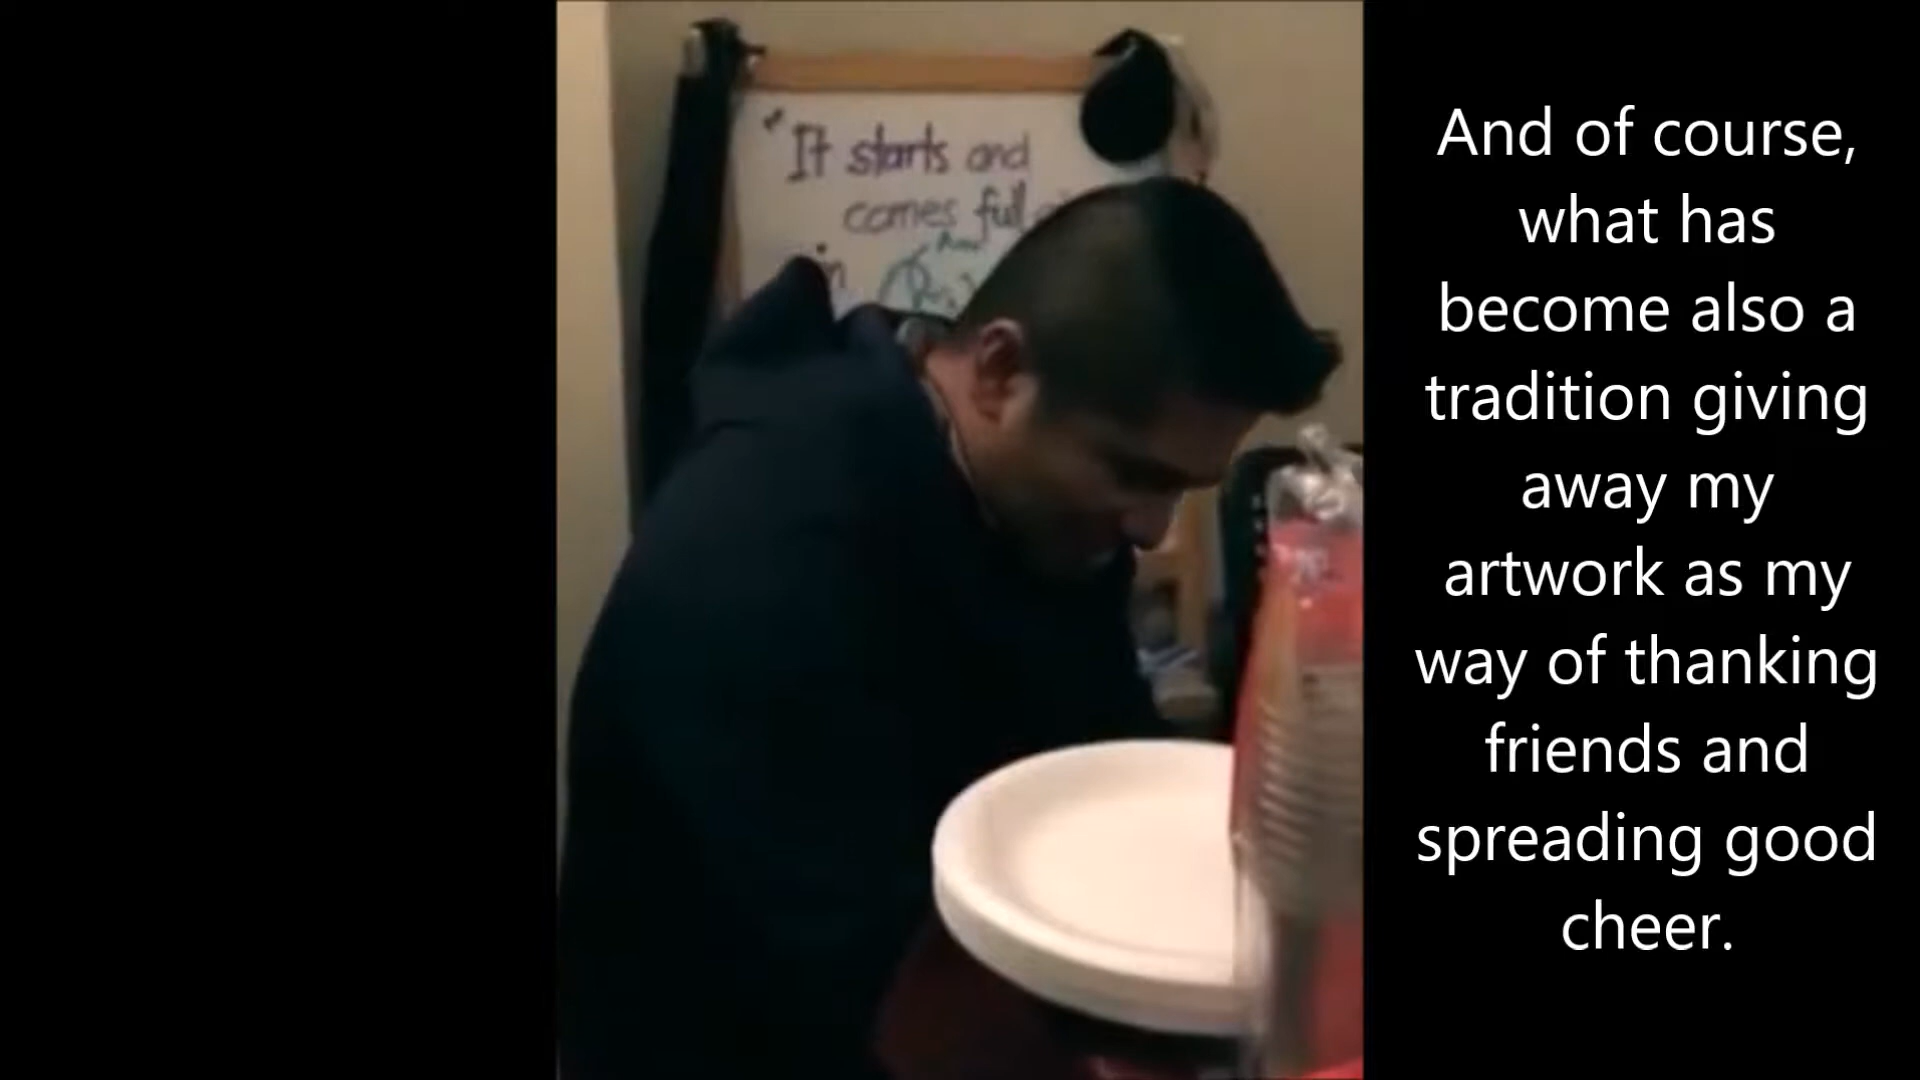 "It starts and
comes full
in
And of course,
what has
become also a
tradition giving
away my
artwork as my
way of thanking
friends and
spreading good
cheer.